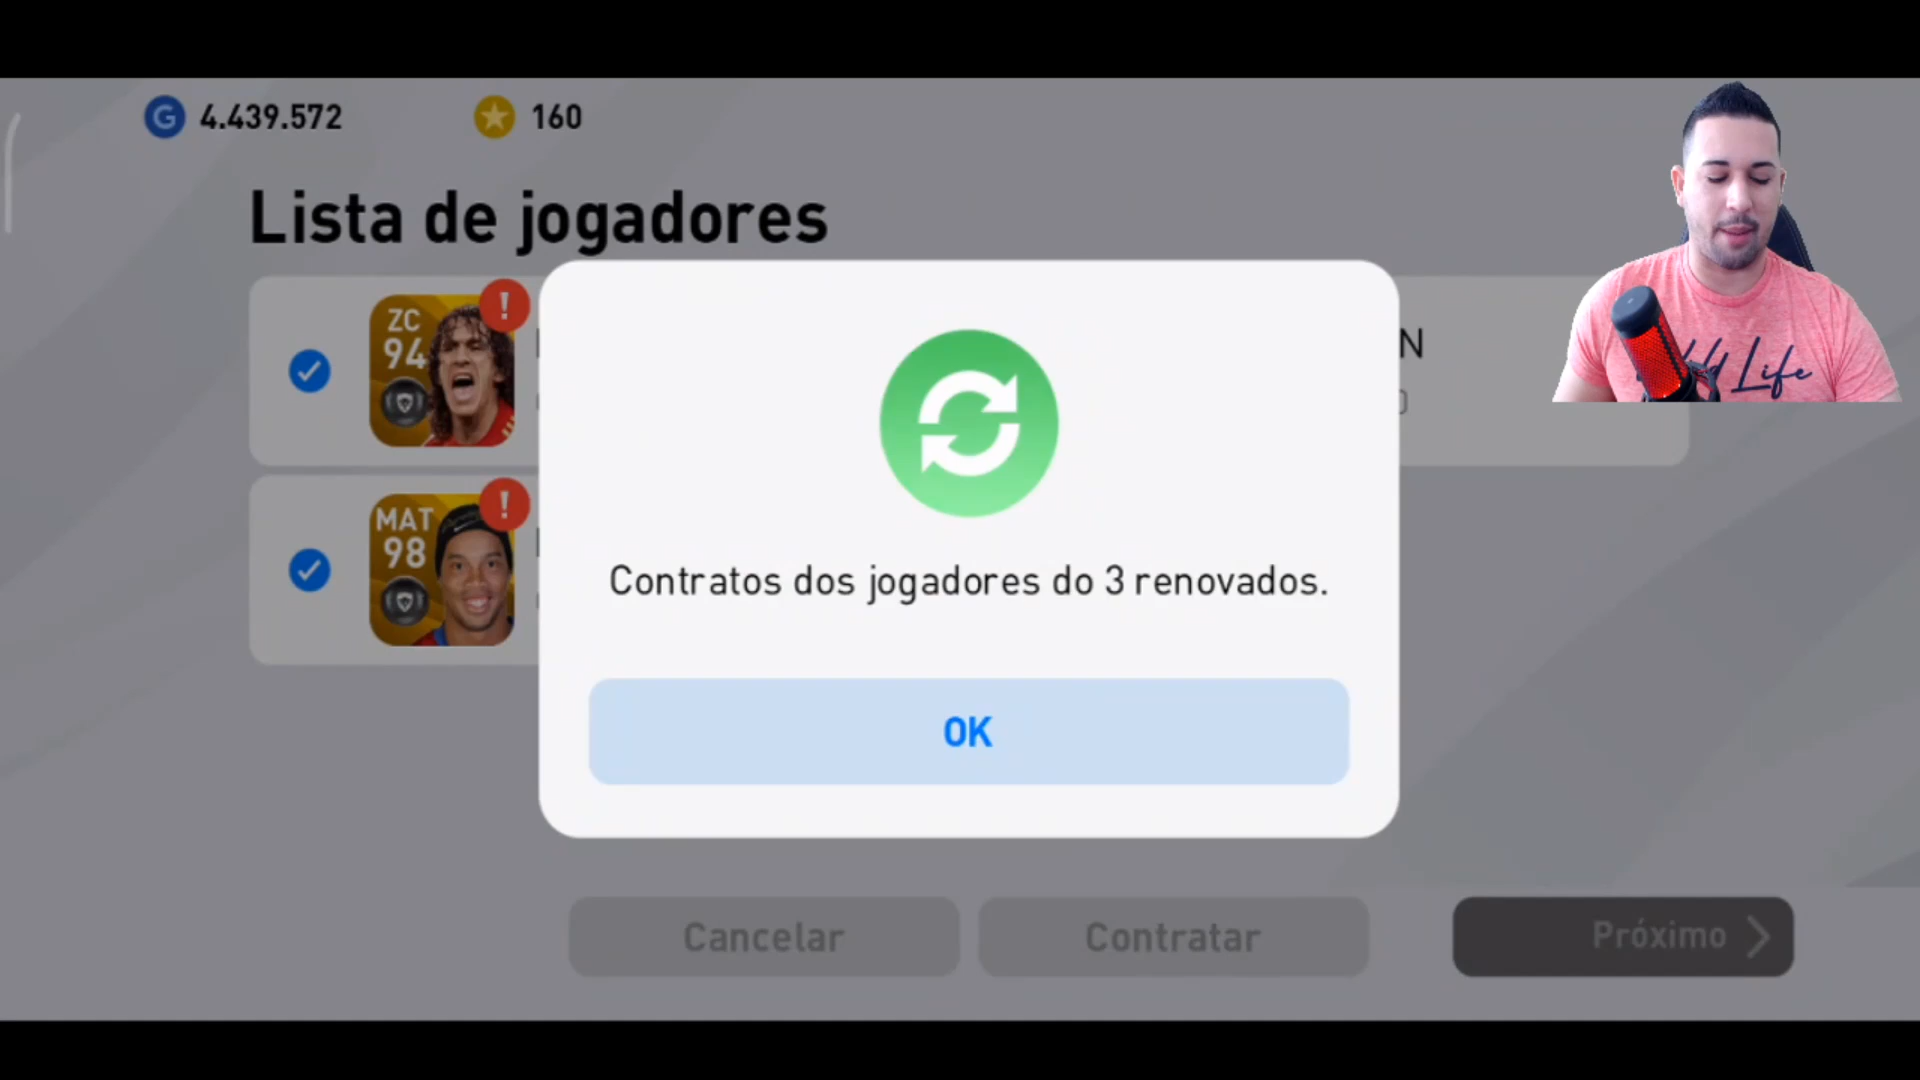 G 4.439.572 160
Lista de jogadores
ZC
94
N
MAT
98
Contratos dos jogadores do 3 renovados.
OK
Cancelar Contratar Próximo
Life